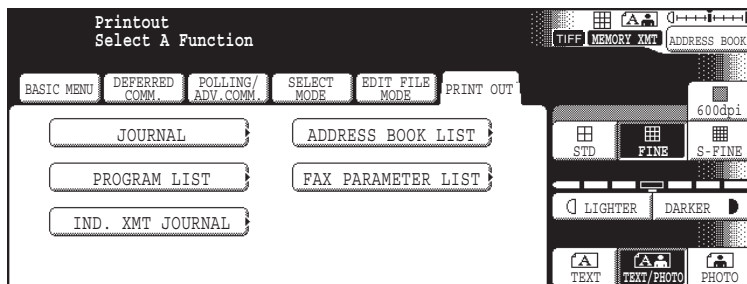 Printout
Select A Function
TIFF MEMORY XMT ADDRESS BOOK
BASIC MENU DEFERRED COMM. POLLING/ ADV.COMM. SELECT MODE EDIT FILE MODE PRINT OUT
600dpi
JOURNAL ADDRESS BOOK LIST
STD FINE S-FINE
PROGRAM LIST FAX PARAMETER LIST
LIGHTER DARKER
IND. XMT JOURNAL
A A A
TEXT TEXT/PHOTO PHOTO